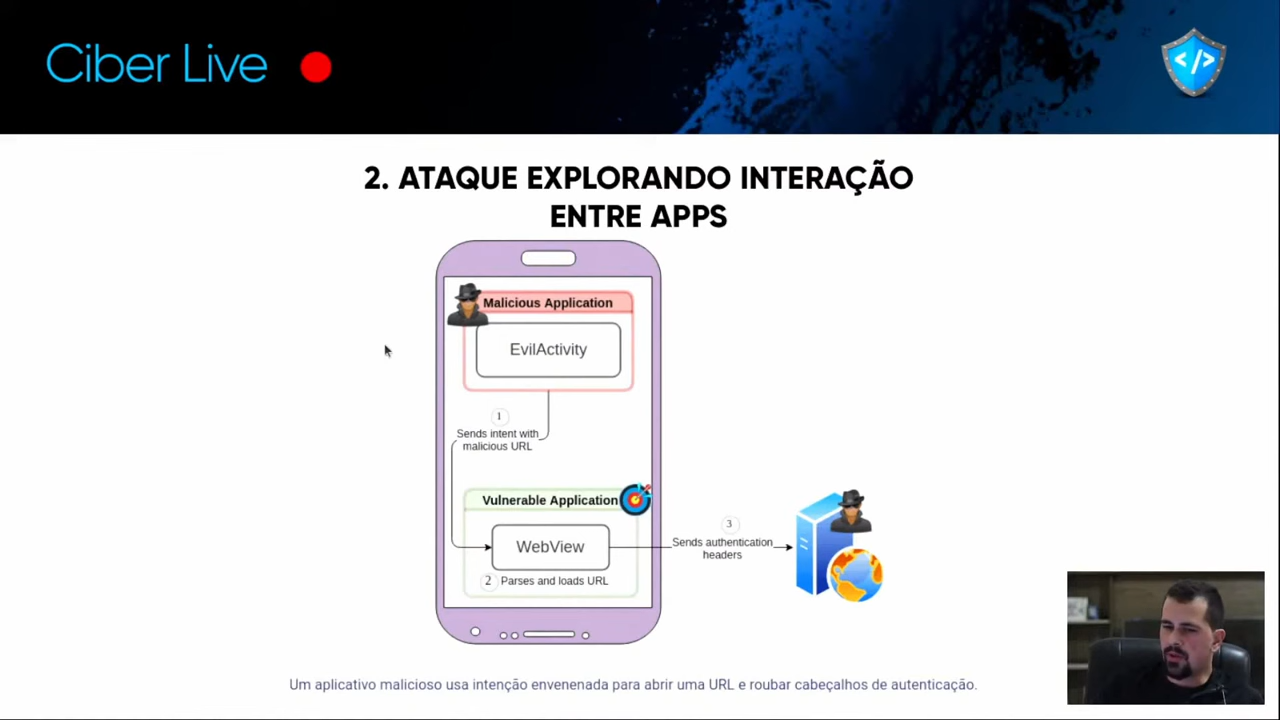 Ciber Live
</>
2. ATAQUE EXPLORANDO INTERAÇÃO
ENTRE APPS
Malicious Application
EvilActivity
1
Sends intent with
malicious URL
Vulnerable Application
WebView
2 Parses and loads URL
3
Sends authentication
headers
Um aplicativo malicioso usa intenção envenenada para abrir uma URL e roubar cabeçalhos de autenticação.